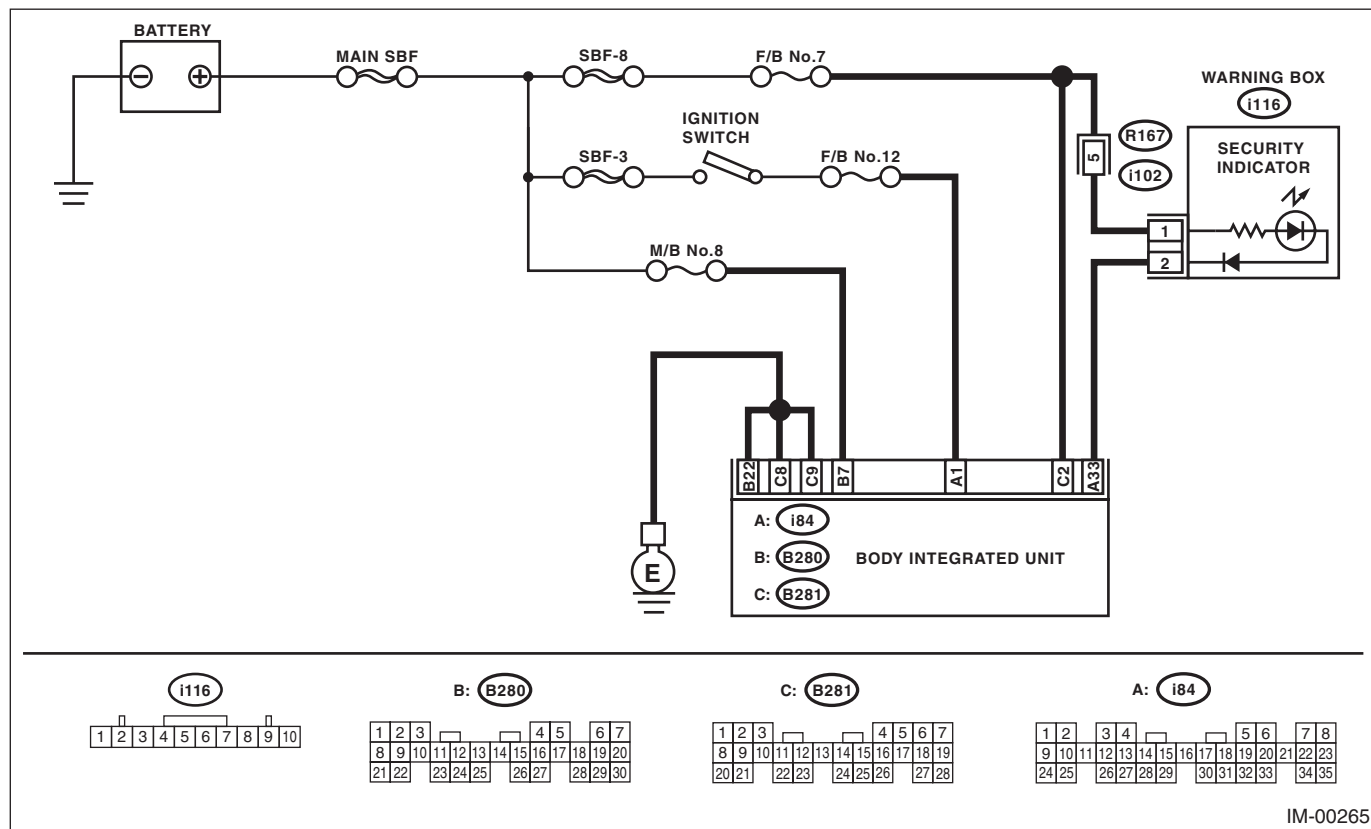 BATTERY
MAIN SBF
SBF-8
F/B No.7
WARNING BOX
i116
IGNITION
SWITCH
SBF-3
F/B No.12
R167
5
i102
SECURITY
INDICATOR
1
2
M/B No.8
B22 C8 C9 B7 A1 C2 A33
A: i84
B: B280
C: B281
BODY INTEGRATED UNIT
E
i116
1 2 3 4 5 6 7 8 9 10
B: B280
1 2 3 4 5 6 7
8 9 10 11 12 13 14 15 16 17 18 19 20
21 22 23 24 25 26 27 28 29 30
C: B281
1 2 3 4 5 6 7
8 9 10 11 12 13 14 15 16 17 18 19
20 21 22 23 24 25 26 27 28
A: i84
1 2 3 4 5 6 7 8
9 10 11 12 13 14 15 16 17 18 19 20 21 22 23
24 25 26 27 28 29 30 31 32 33 34 35
IM-00265